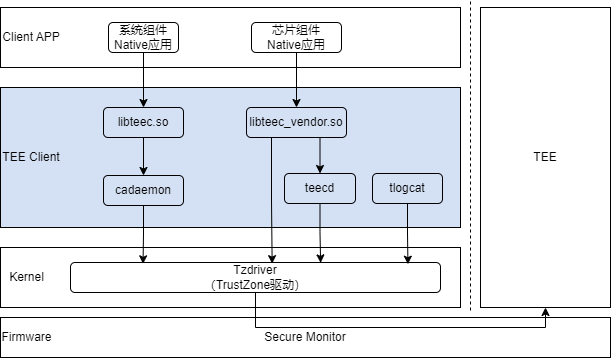 Client APP
系统组件
Native应用
芯片组件
Native应用
TEE Client
libteec.so
libteec_vendor.so
cadaemon
teecd
tlogcat
TEE
Kernel
Tzdriver
(TrustZone驱动)
Firmware
Secure Monitor